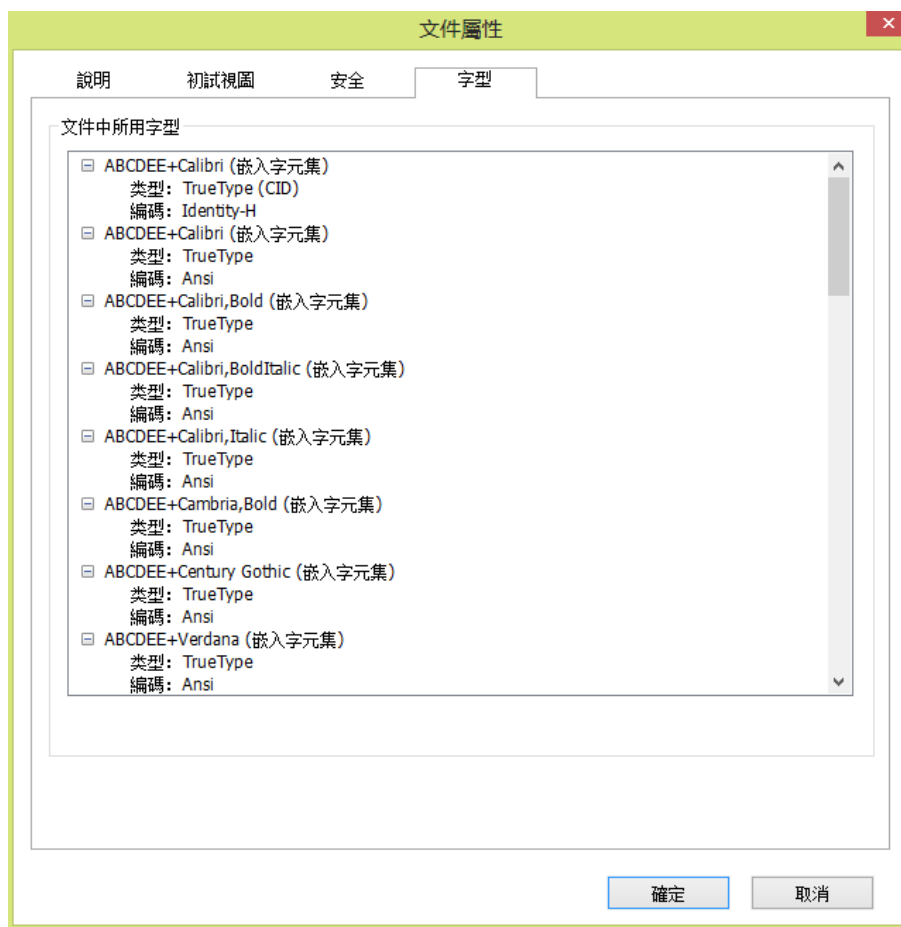 文件屬性
說明 初試視圖 安全 字型
文件中所用字型
ABCDEE+Calibri (嵌入字元集)
类型: TrueType (CID)
編碼: Identity-H
ABCDEE+Calibri (嵌入字元集)
类型: TrueType
編碼: Ansi
ABCDEE+Calibri,Bold (嵌入字元集)
类型: TrueType
編碼: Ansi
ABCDEE+Calibri,BoldItalic (嵌入字元集)
类型: TrueType
編碼: Ansi
ABCDEE+Calibri,Italic (嵌入字元集)
类型: TrueType
編碼: Ansi
ABCDEE+Cambria,Bold (嵌入字元集)
类型: TrueType
編碼: Ansi
ABCDEE+Century Gothic (嵌入字元集)
类型: TrueType
編碼: Ansi
ABCDEE+Verdana (嵌入字元集)
类型: TrueType
編碼: Ansi
確定 取消